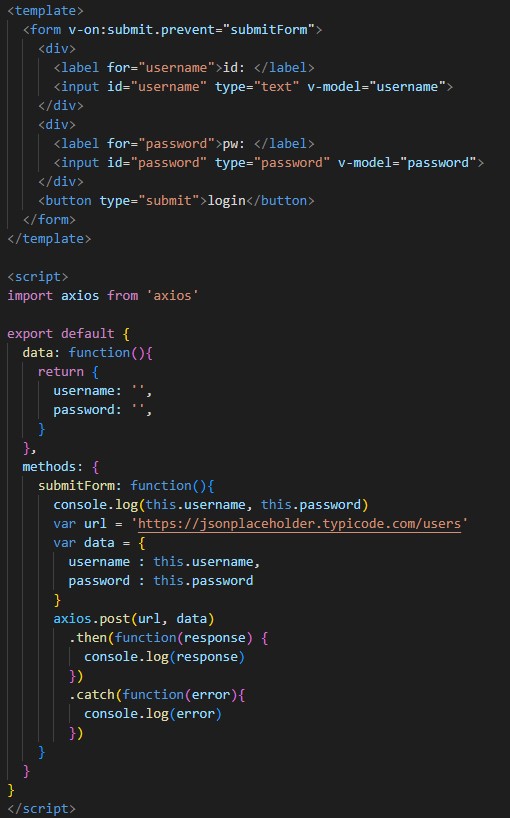 <template>
  <form v-on:submit.prevent="submitForm">
    <div>
      <label for="username">id: </label>
      <input id="username" type="text" v-model="username">
    </div>
    <div>
      <label for="password">pw: </label>
      <input id="password" type="password" v-model="password">
    </div>
    <button type="submit">login</button>
  </form>
</template>

<script>
import axios from 'axios'

export default {
  data: function(){
    return {
      username: '',
      password: '',
    }
  },
  methods: {
    submitForm: function(){
      console.log(this.username, this.password)
      var url = 'https://jsonplaceholder.typicode.com/users'
      var data = {
        username : this.username,
        password : this.password
      }
      axios.post(url, data)
        .then(function(response) {
          console.log(response)
        })
        .catch(function(error){
          console.log(error)
        })
    }
  }
}
</script>